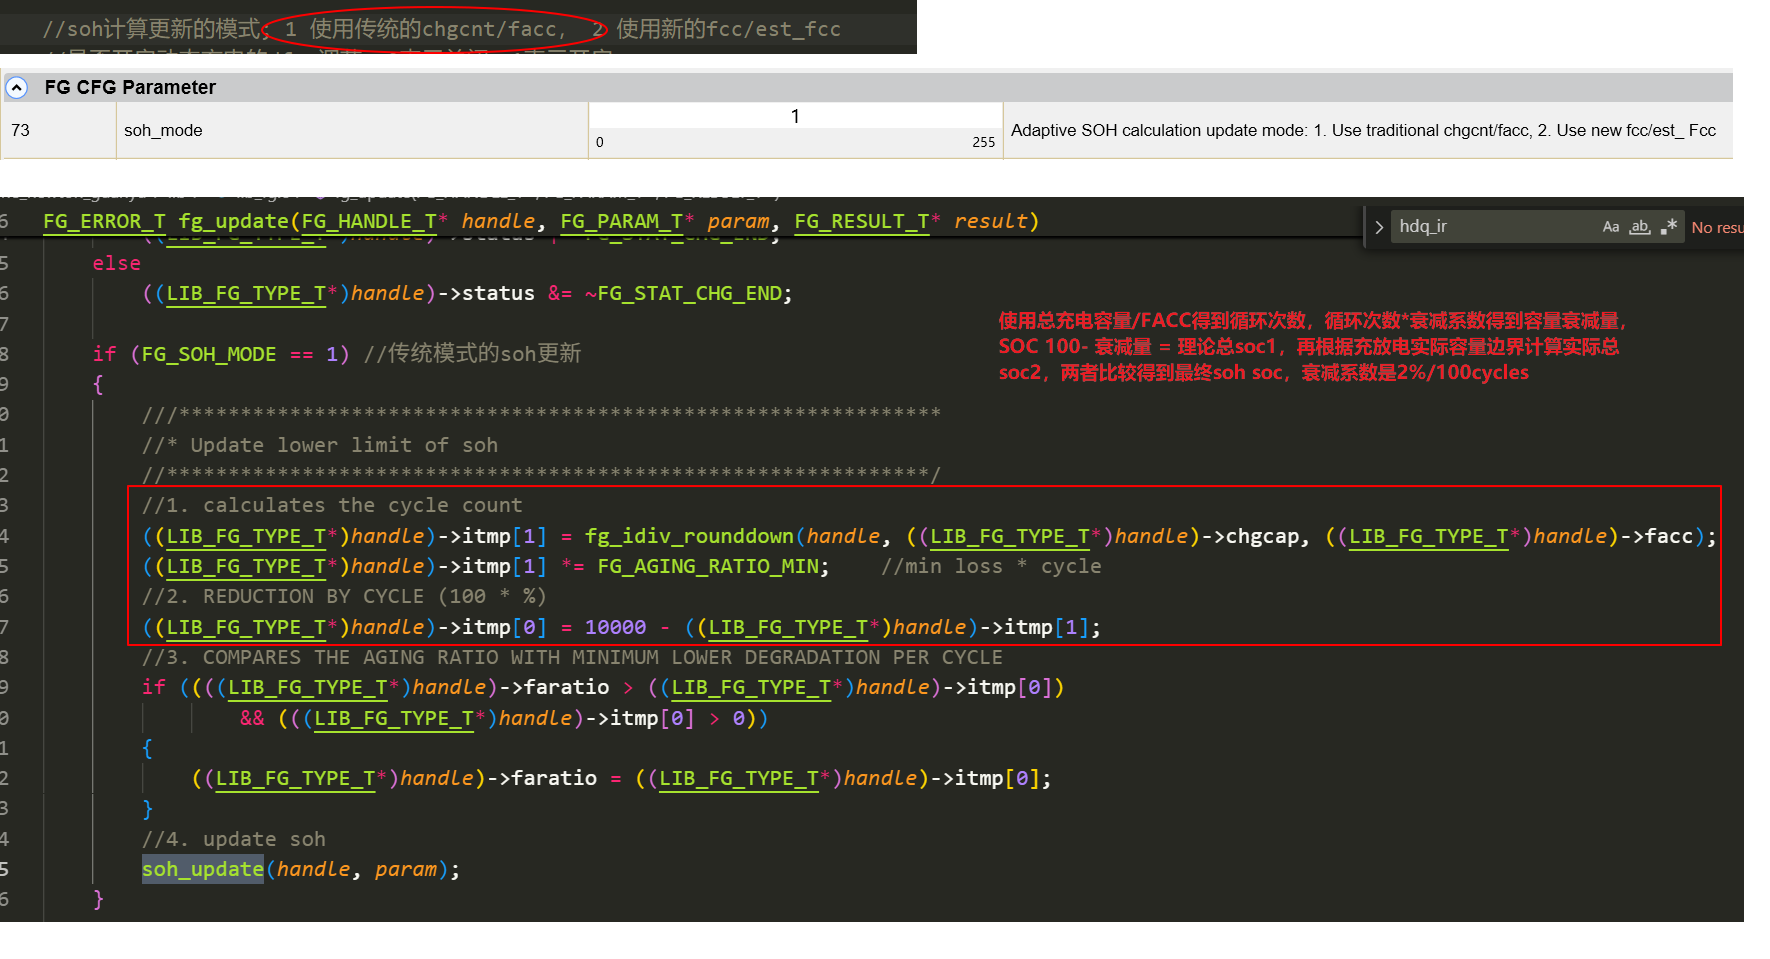 //soh计算更新的模式; 1 使用传统的chgcnt/facc, 2 使用新的fcc/est_fcc
FG CFG Parameter
73
soh_mode
1
0
255
Adaptive SOH calculation update mode: 1. Use traditional chgcnt/facc, 2. Use new fcc/est_ Fcc
6 FG_ERROR_T fg_update(FG_HANDLE_T* handle, FG_PARAM_T* param, FG_RESULT_T* result)
hdq_ir
Aa ab .*
No resu
5 else
6 ((LIB_FG_TYPE_T*)handle)->status &= ~FG_STAT_CHG_END;
7
使用总充电容量/FACC得到循环次数，循环次数*衰减系数得到容量衰减量，
SOC 100- 衰减量 = 理论总soc1，再根据充放电实际容量边界计算实际总
soc2，两者比较得到最终soh soc，衰减系数是2%/100cycles
8 if (FG_SOH_MODE == 1) //传统模式的soh更新
9 {
0 ///**************************************************************
1 //* Update lower limit of soh
2 //**************************************************************/
3 //1. calculates the cycle count
4 ((LIB_FG_TYPE_T*)handle)->itmp[1] = fg_idiv_rounddown(handle, ((LIB_FG_TYPE_T*)handle)->chgcap, ((LIB_FG_TYPE_T*)handle)->facc);
5 ((LIB_FG_TYPE_T*)handle)->itmp[1] *= FG_AGING_RATIO_MIN; //min loss * cycle
6 //2. REDUCTION BY CYCLE (100 * %)
7 ((LIB_FG_TYPE_T*)handle)->itmp[0] = 10000 - ((LIB_FG_TYPE_T*)handle)->itmp[1];
8 //3. COMPARES THE AGING RATIO WITH MINIMUM LOWER DEGRADATION PER CYCLE
9 if ((((LIB_FG_TYPE_T*)handle)->faratio > ((LIB_FG_TYPE_T*)handle)->itmp[0])
0 && (((LIB_FG_TYPE_T*)handle)->itmp[0] > 0))
1 {
2 ((LIB_FG_TYPE_T*)handle)->faratio = ((LIB_FG_TYPE_T*)handle)->itmp[0];
3 }
4 //4. update soh
5 soh_update(handle, param);
6 }